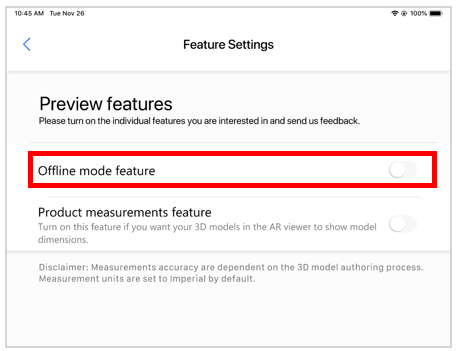 10:45 AM Tue Nov 26 100%
Feature Settings
Preview features
Please turn on the individual features you are interested in and send us feedback.
Offline mode feature
Product measurements feature
Turn on this feature if you want your 3D models in the AR viewer to show model
dimensions.
Disclaimer: Measurements accuracy are dependent on the 3D model authoring process.
Measurement units are set to Imperial by default.